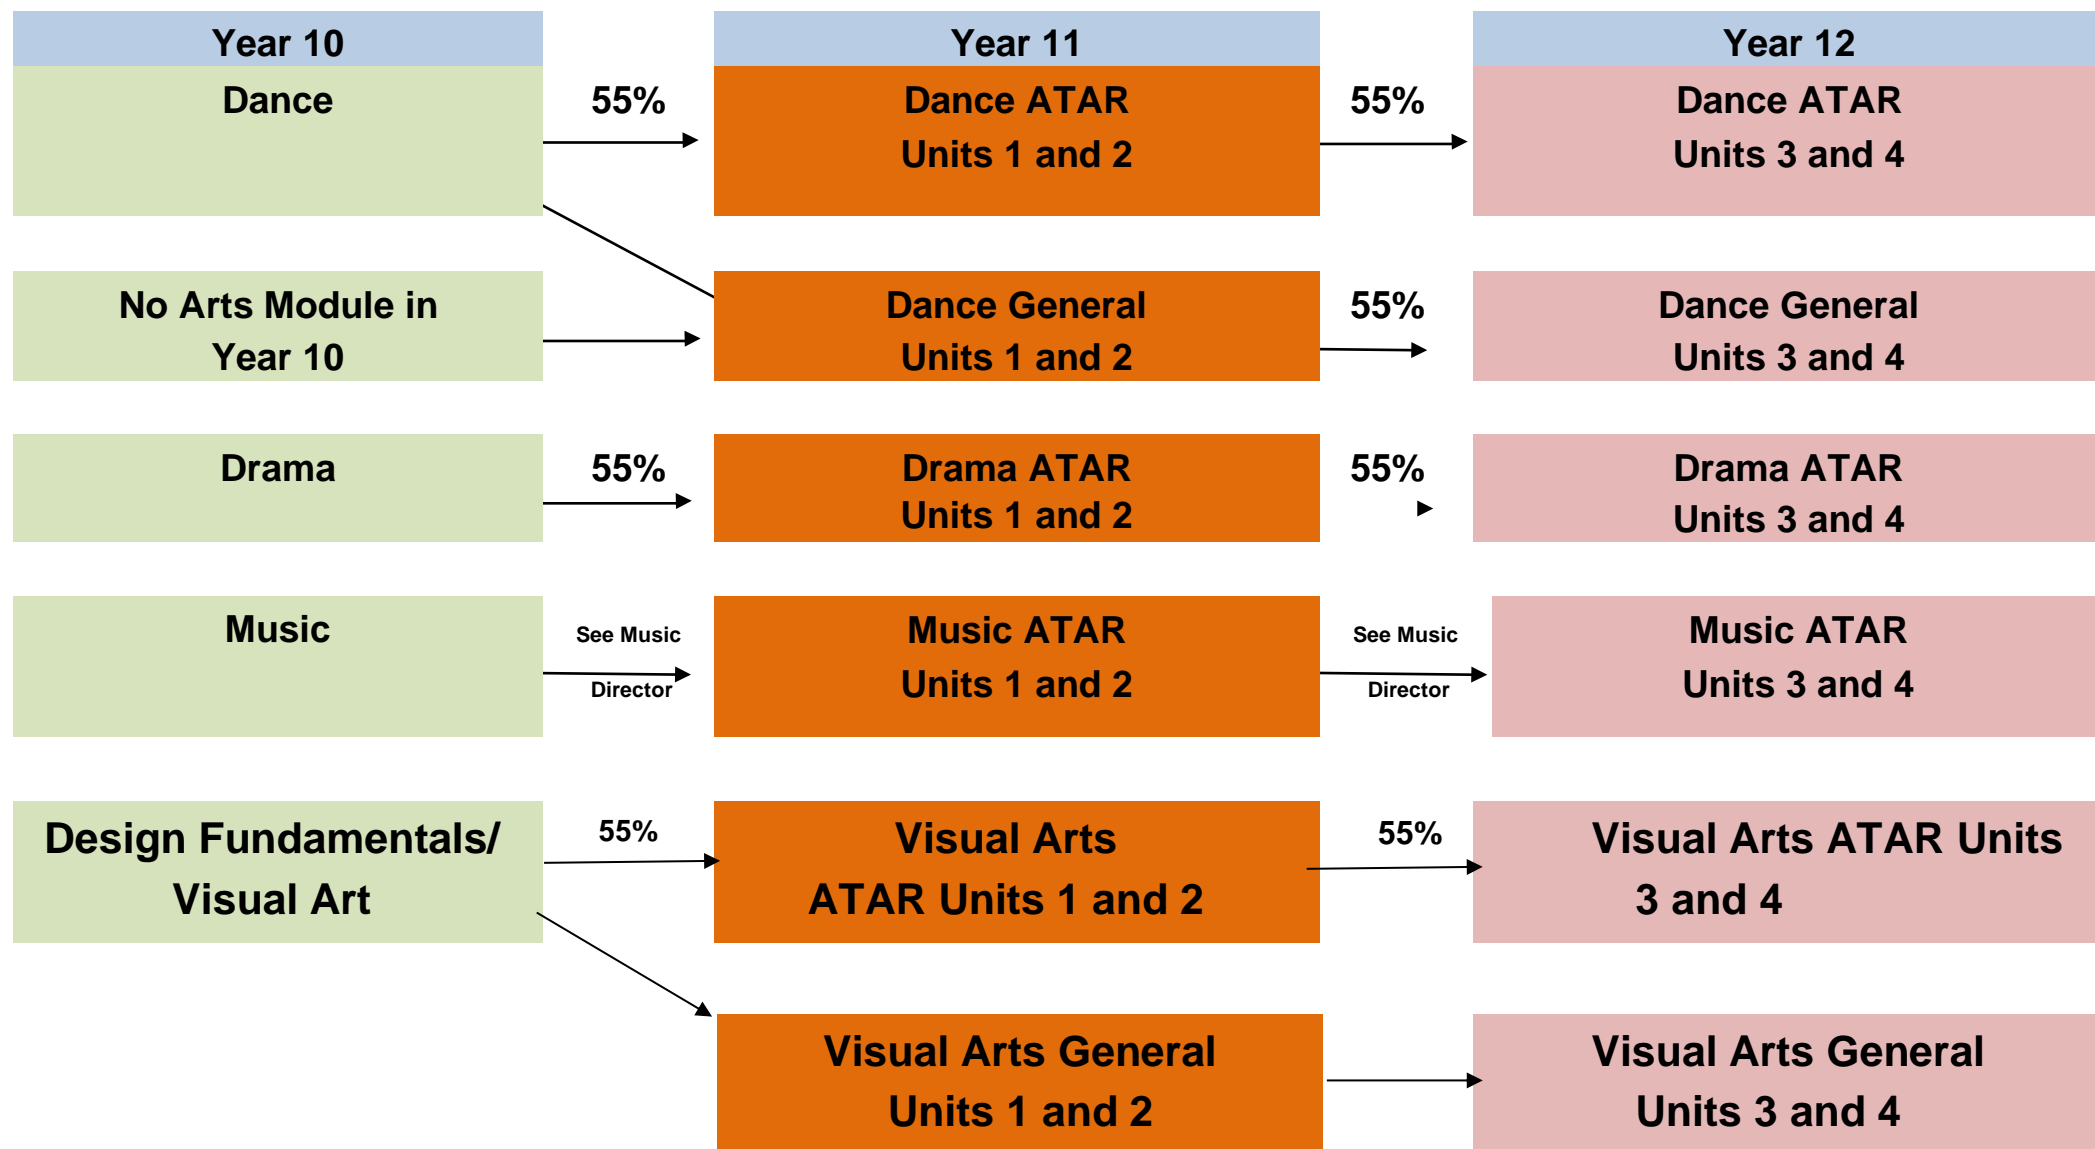 Year 10
Year 11
Year 12
Dance
55%
Dance ATAR
Units 1 and 2
55%
Dance ATAR
Units 3 and 4
No Arts Module in
Year 10
Dance General
Units 1 and 2
55%
Dance General
Units 3 and 4
Drama
55%
Drama ATAR
Units 1 and 2
55%
Drama ATAR
Units 3 and 4
Music
See Music
Director
Music ATAR
Units 1 and 2
See Music
Director
Music ATAR
Units 3 and 4
Design Fundamentals/
Visual Art
55%
Visual Arts
ATAR Units 1 and 2
55%
Visual Arts ATAR Units
3 and 4
Visual Arts General
Units 1 and 2
Visual Arts General
Units 3 and 4